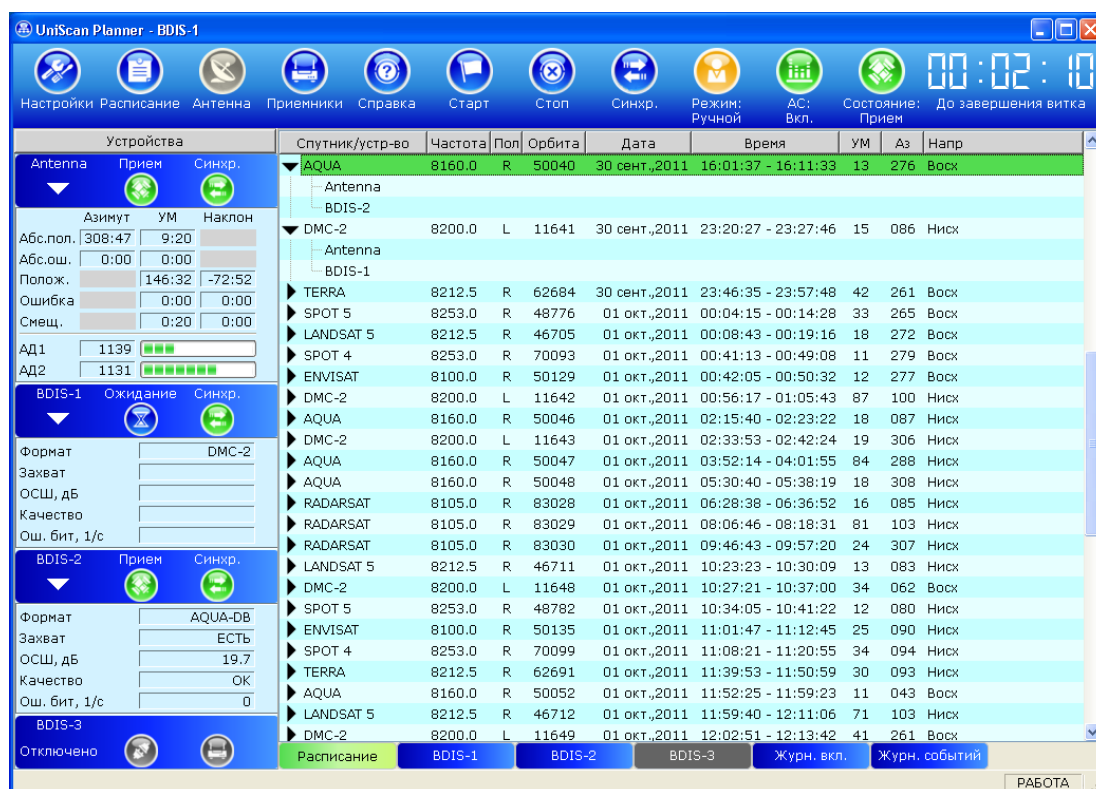 UniScan Planner - BDIS-1
Настройки Расписание Антенна Приемники Справка Старт Стоп Синхр. Режим: Ручной АС: Вкл. Состояние: Прием 00:02:10 До завершения витка
Устройства
Antenna Прием Синхр.
Азимут УМ Наклон
Абс.пол. 308:47 9:20
Абс.ош. 0:00 0:00
Полож. 146:32 -72:52
Ошибка 0:00 0:00
Смещ. 0:20 0:00
АД1 1139
АД2 1131
BDIS-1 Ожидание Синхр.
Формат DMC-2
Захват
ОСШ, дБ
Качество
Ош. бит, 1/с
BDIS-2 Прием Синхр.
Формат AQUA-DB
Захват ЕСТЬ
ОСШ, дБ 19.7
Качество OK
Ош. бит, 1/с 0
BDIS-3
Отключено
Спутник/устр-во Частота Пол Орбита Дата Время УМ Аз Напр
AQUA 8160.0 R 50040 30 сент.,2011 16:01:37 - 16:11:33 13 276 Восх
Antenna
BDIS-2
DMC-2 8200.0 L 11641 30 сент.,2011 23:20:27 - 23:27:46 15 086 Нисх
Antenna
BDIS-1
TERRA 8212.5 R 62684 30 сент.,2011 23:46:35 - 23:57:48 42 261 Восх
SPOT 5 8253.0 R 48776 01 окт.,2011 00:04:15 - 00:14:28 33 265 Восх
LANDSAT 5 8212.5 R 46705 01 окт.,2011 00:08:43 - 00:19:16 18 272 Восх
SPOT 4 8253.0 R 70093 01 окт.,2011 00:41:13 - 00:49:08 11 279 Восх
ENVISAT 8100.0 R 50129 01 окт.,2011 00:42:05 - 00:50:32 12 277 Восх
DMC-2 8200.0 L 11642 01 окт.,2011 00:56:17 - 01:05:43 87 100 Нисх
AQUA 8160.0 R 50046 01 окт.,2011 02:15:40 - 02:23:22 18 087 Нисх
DMC-2 8200.0 L 11643 01 окт.,2011 02:33:53 - 02:42:24 19 306 Нисх
AQUA 8160.0 R 50047 01 окт.,2011 03:52:14 - 04:01:55 84 288 Нисх
AQUA 8160.0 R 50048 01 окт.,2011 05:30:40 - 05:38:19 18 308 Нисх
RADARSAT 8105.0 R 83028 01 окт.,2011 06:28:38 - 06:36:52 16 085 Нисх
RADARSAT 8105.0 R 83029 01 окт.,2011 08:06:46 - 08:18:31 81 103 Нисх
RADARSAT 8105.0 R 83030 01 окт.,2011 09:46:43 - 09:57:20 24 307 Нисх
LANDSAT 5 8212.5 R 46711 01 окт.,2011 10:23:23 - 10:30:09 13 083 Нисх
DMC-2 8200.0 L 11648 01 окт.,2011 10:27:21 - 10:37:00 34 062 Восх
SPOT 5 8253.0 R 48782 01 окт.,2011 10:34:05 - 10:41:22 12 080 Нисх
ENVISAT 8100.0 R 50135 01 окт.,2011 11:01:47 - 11:12:45 25 090 Нисх
SPOT 4 8253.0 R 70099 01 окт.,2011 11:08:21 - 11:20:55 34 094 Нисх
TERRA 8212.5 R 62691 01 окт.,2011 11:39:53 - 11:50:59 30 093 Нисх
AQUA 8160.0 R 50052 01 окт.,2011 11:52:25 - 11:59:23 11 043 Восх
LANDSAT 5 8212.5 R 46712 01 окт.,2011 11:59:40 - 12:11:06 71 103 Нисх
DMC-2 8200.0 L 11649 01 окт.,2011 12:02:51 - 12:13:42 41 261 Восх
Расписание BDIS-1 BDIS-2 BDIS-3 Журн. вкл. Журн. событий
РАБОТА